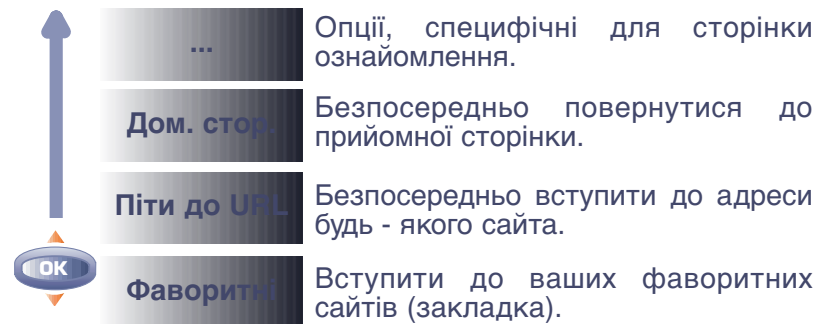 ...
Опції, специфічні для сторінки
ознайомлення.
Дом. стор.
Безпосередньо повернутися до
прийомної сторінки.
Піти до URL
Безпосередньо вступити до адреси
будь - якого сайта.
OK
Фаворитні
Вступити до ваших фаворитних
сайтів (закладка).